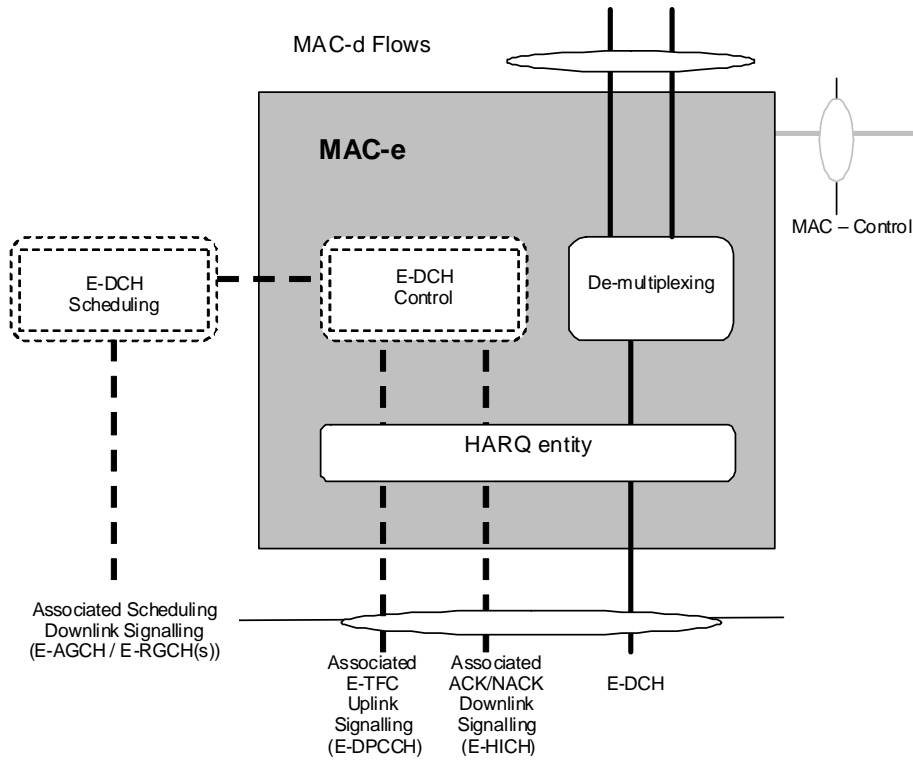 MAC-d Flows
MAC-e
MAC – Control
E-DCH
Scheduling
E-DCH
Control
De-multiplexing
HARQ entity
Associated Scheduling
Downlink Signalling
(E-AGCH / E-RGCH(s))
Associated
E-TFC
Uplink
Signalling
(E-DPCCH)
Associated
ACK/NACK
Downlink
Signalling
(E-HICH)
E-DCH